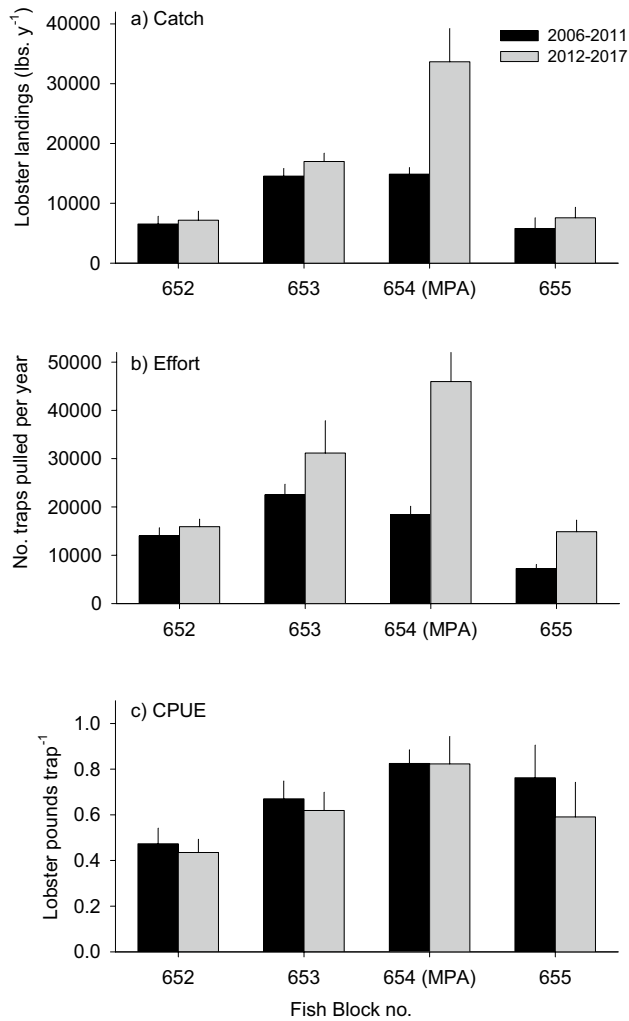 a) Catch
2006-2011
2012-2017
Lobster landings (lbs. y-1)
40000
30000
20000
10000
0
652 653 654 (MPA) 655
b) Effort
No. traps pulled per year
50000
40000
30000
20000
10000
0
652 653 654 (MPA) 655
c) CPUE
Lobster pounds trap-1
1.0
0.8
0.6
0.4
0.2
0.0
652 653 654 (MPA) 655
Fish Block no.